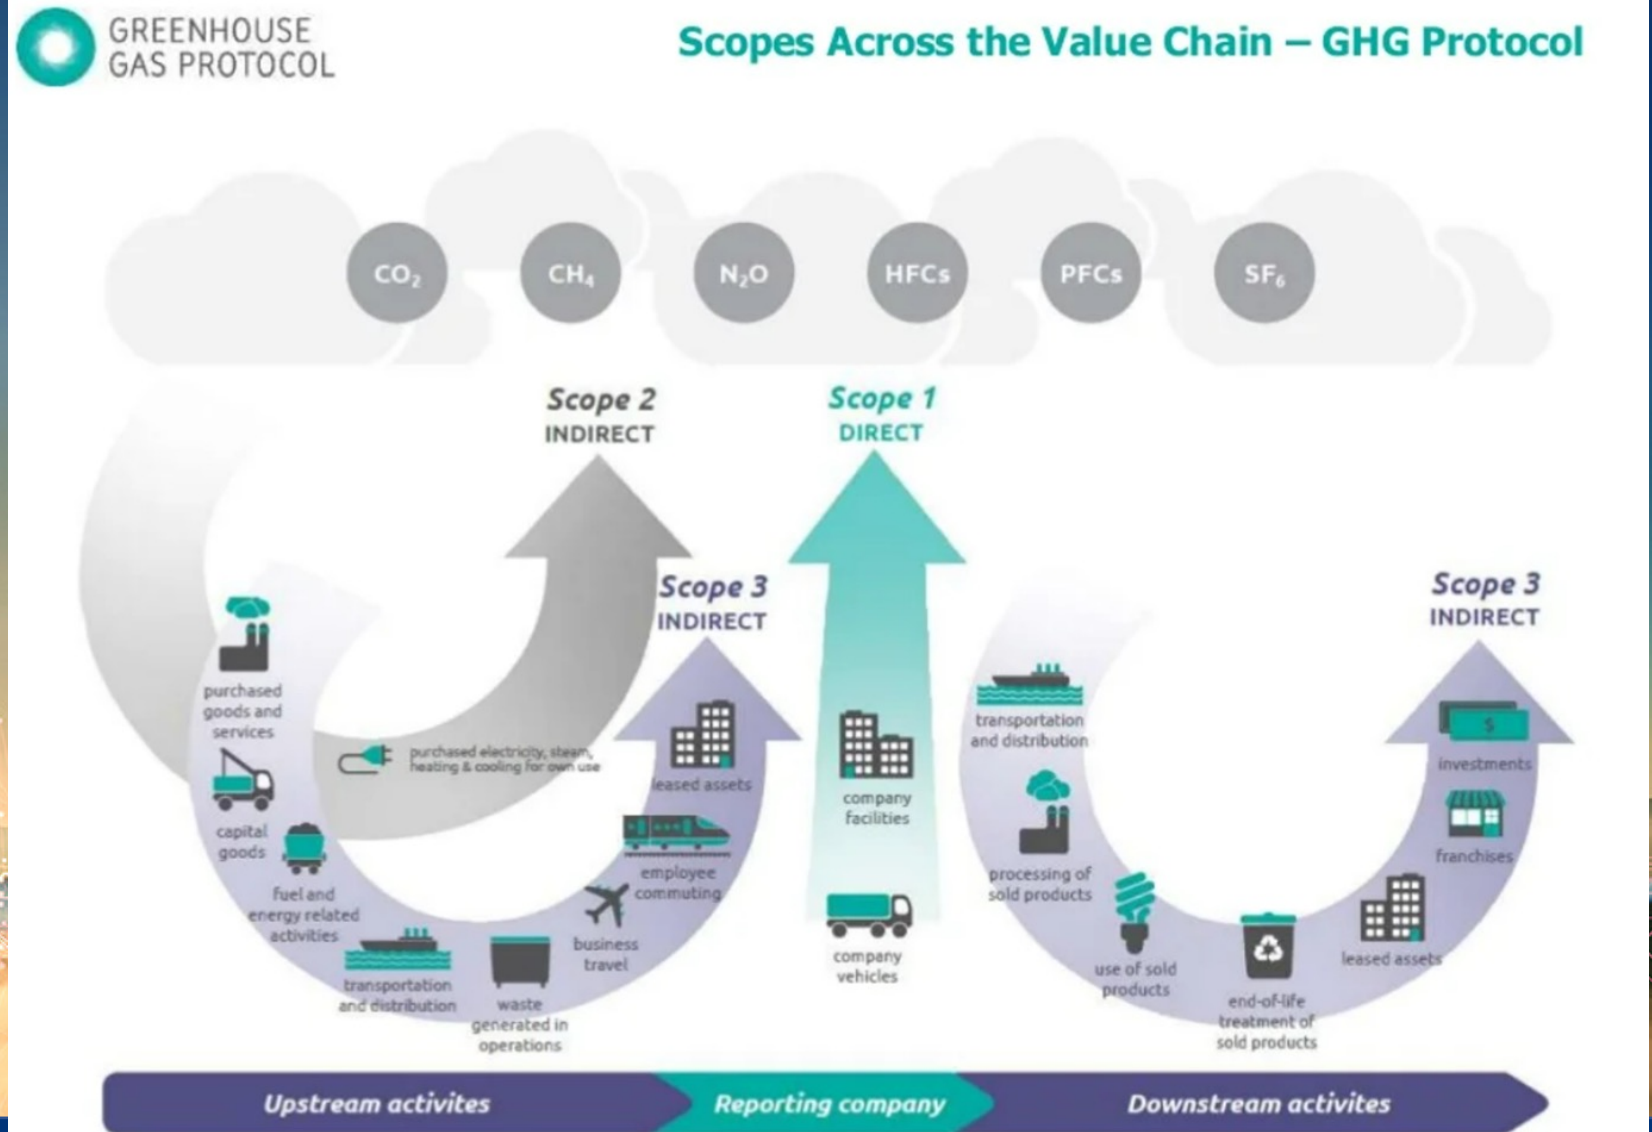 GREENHOUSE
GAS PROTOCOL
Scopes Across the Value Chain – GHG Protocol
CO₂
CH₄
N₂O
HFCs
PFCs
SF₆
Scope 2
INDIRECT
Scope 1
DIRECT
Scope 3
INDIRECT
Scope 3
INDIRECT
purchased
goods and
services
capital
goods
fuel and
energy related
activities
purchased electricity, steam,
heating & cooling for own use
transportation
and distribution
waste
generated in
operations
business
travel
employee
commuting
leased assets
company
facilities
company
vehicles
transportation
and distribution
processing of
sold products
use of sold
products
end-of-life
treatment of
sold products
leased assets
franchises
investments
$
Upstream activites
Reporting company
Downstream activites